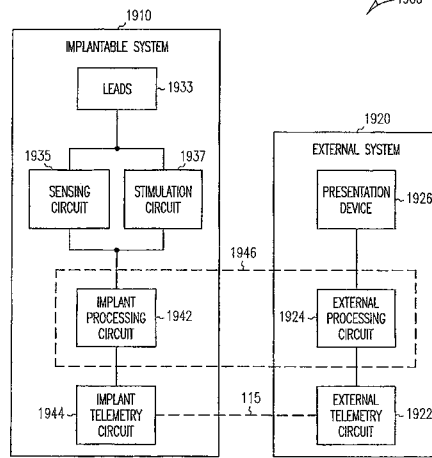 1910
IMPLANTABLE SYSTEM
LEADS
1933
1935
1937
SENSING
CIRCUIT
STIMULATION
CIRCUIT
1920
EXTERNAL SYSTEM
PRESENTATION
DEVICE
1926
1946
IMPLANT
PROCESSING
CIRCUIT
1942
1924
EXTERNAL
PROCESSING
CIRCUIT
1944
IMPLANT
TELEMETRY
CIRCUIT
115
EXTERNAL
TELEMETRY
CIRCUIT
1922